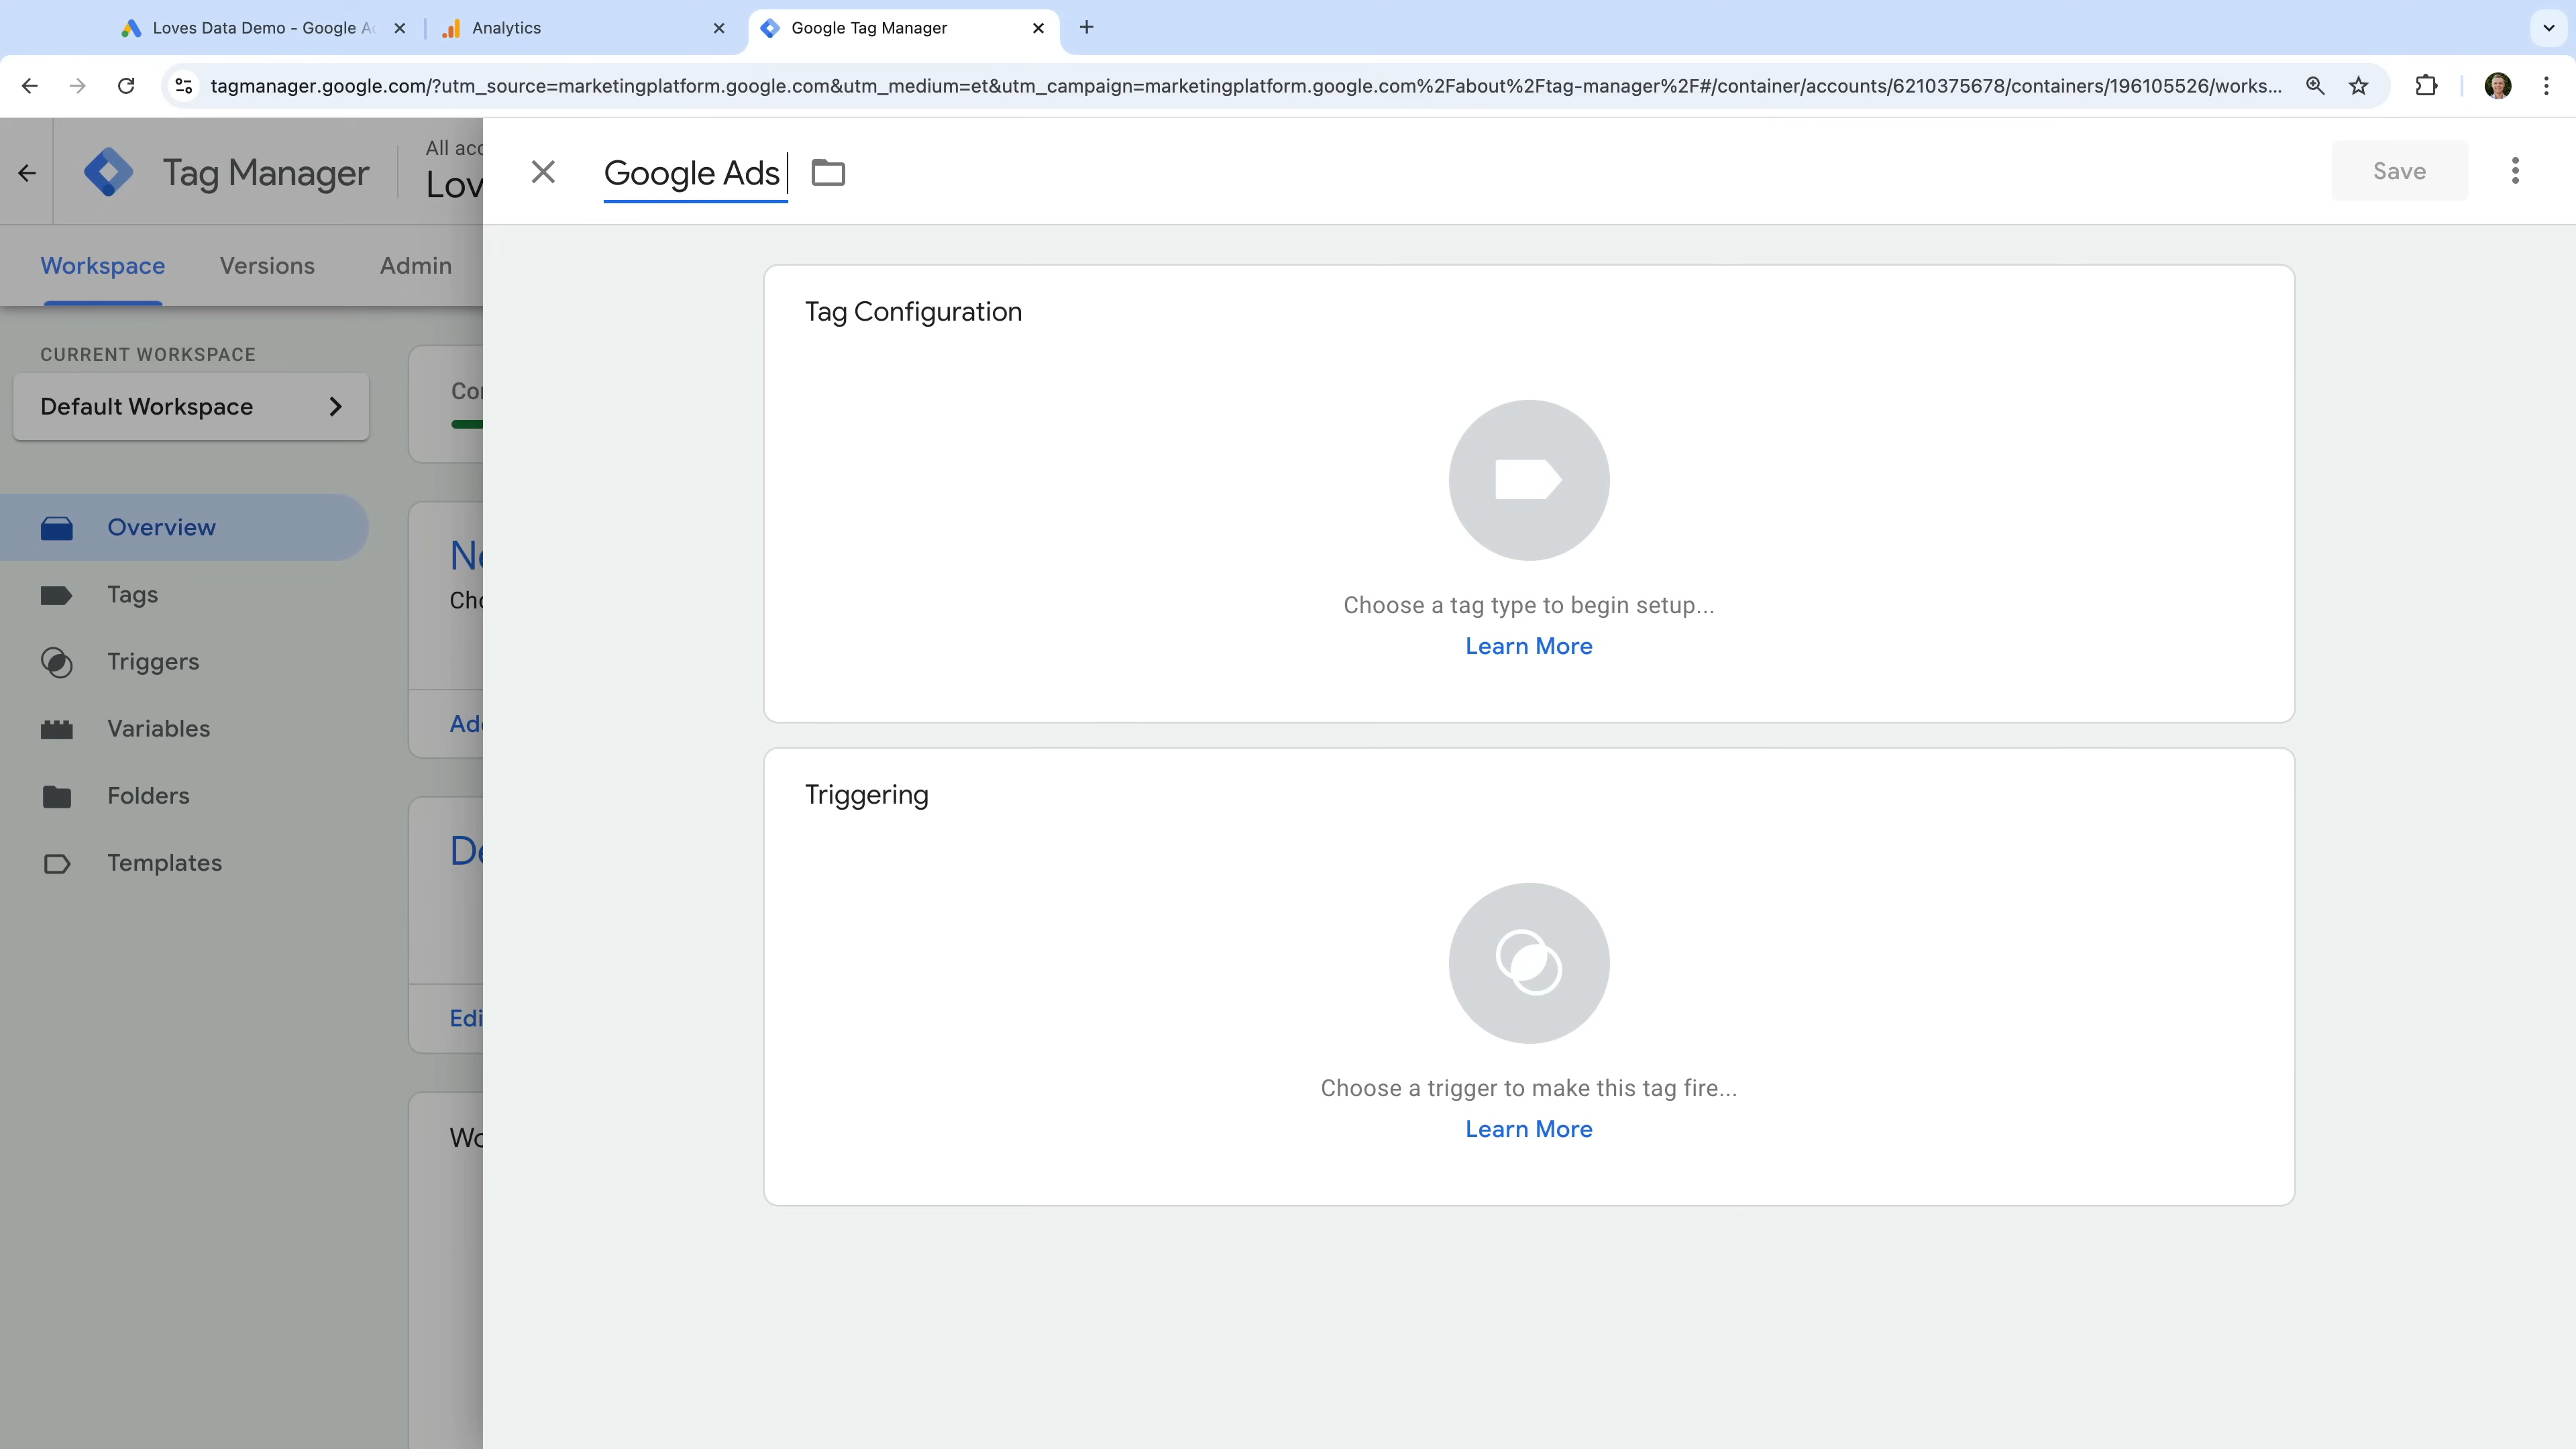 Loves Data Demo - Google Ad
Analytics
Google Tag Manager
tagmanager.google.com/?utm_source=marketingplatform.google.com&utm_medium=et&utm_campaign=marketingplatform.google.com%2Fabout%2Ftag-manager%2F#/container/accounts/6210375678/containers/196105526/works...
Tag Manager
All acc
Lov
Google Ads
Save
Workspace
Versions
Admin
CURRENT WORKSPACE
Default Workspace
Overview
Tags
Triggers
Variables
Folders
Templates
Cor
Ne
Cho
Add
De
Edi
Wo
Tag Configuration
Choose a tag type to begin setup...
Learn More
Triggering
Choose a trigger to make this tag fire...
Learn More